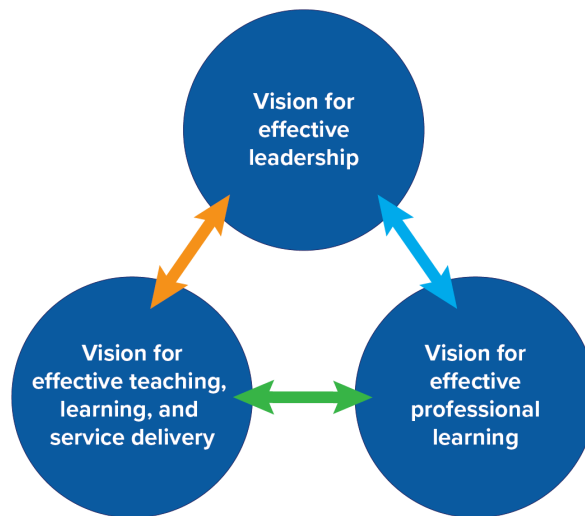 Vision for
effective
leadership
Vision for
effective teaching,
learning, and
service delivery
Vision for
effective
professional
learning